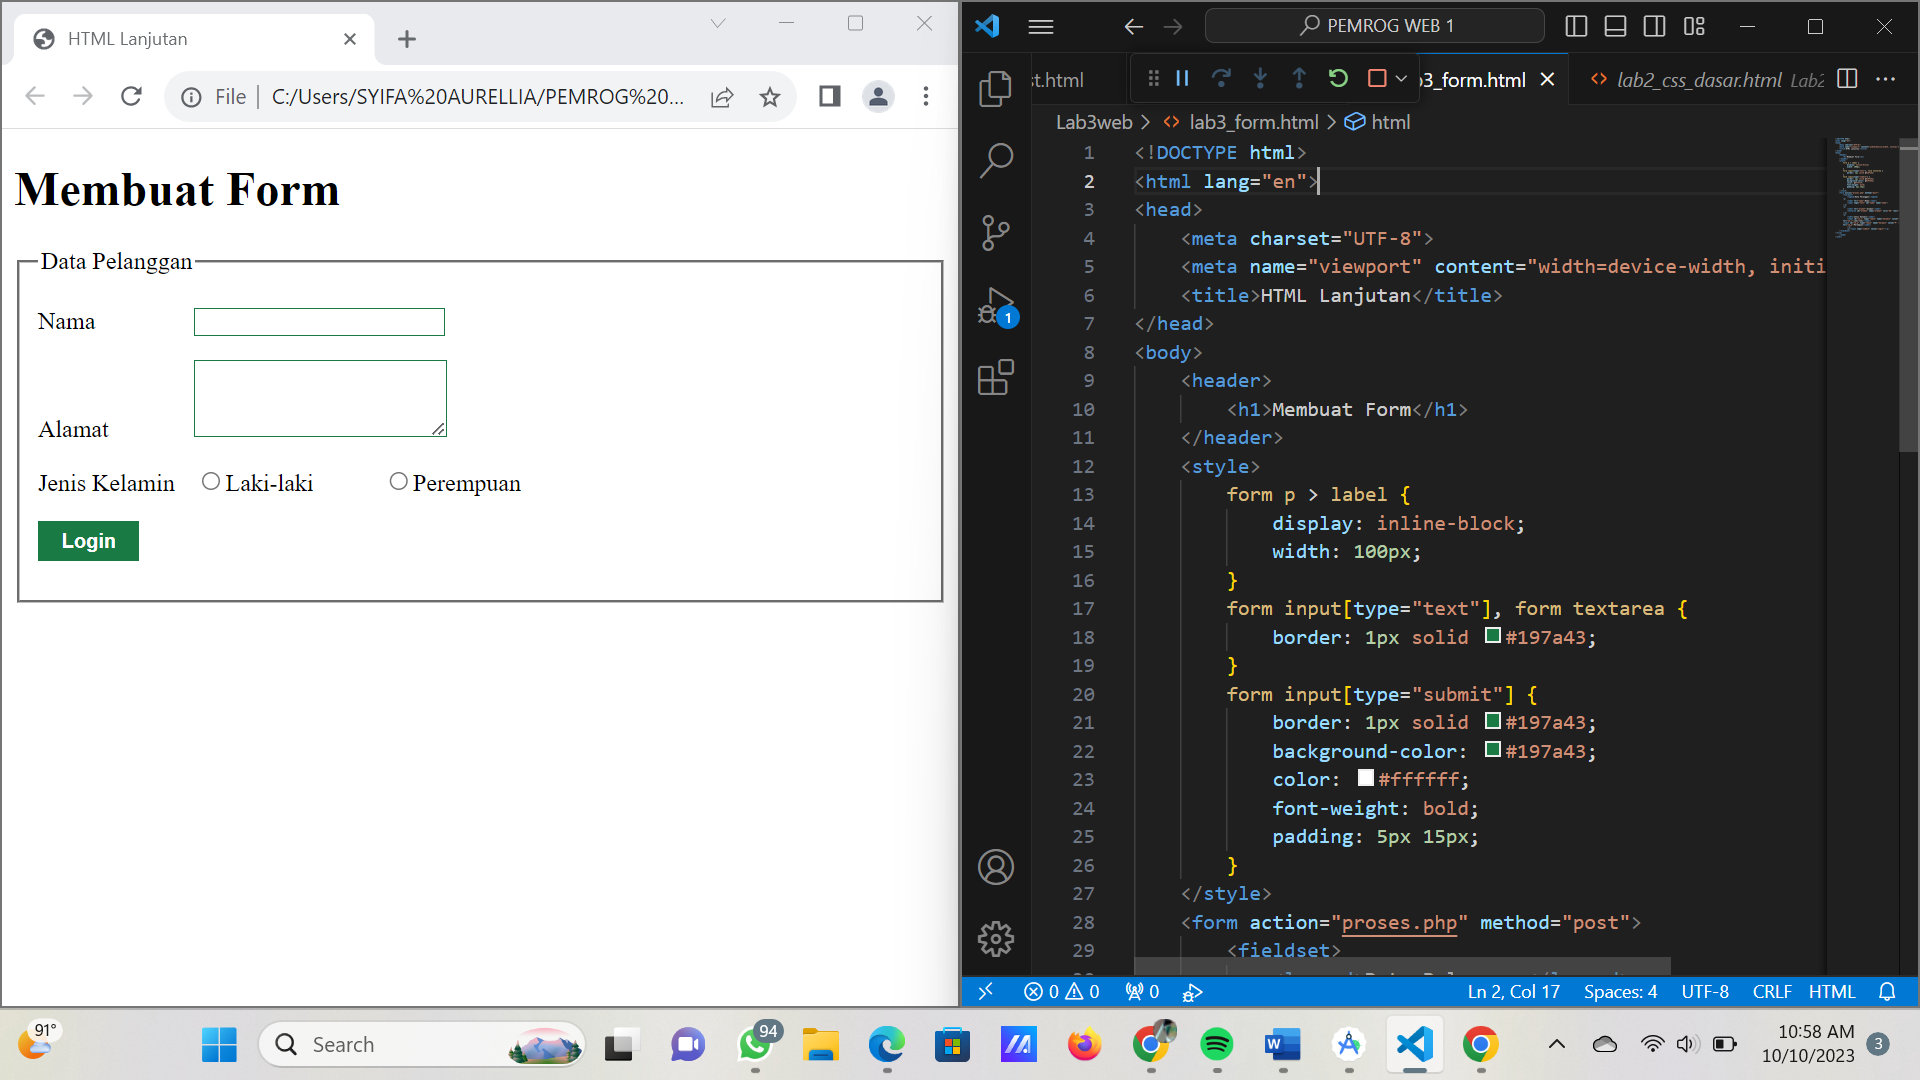 HTML Lanjutan
File
C:/Users/SYIFA%20AURELLIA/PEMROG%20...
Membuat Form
Data Pelanggan
Nama
Alamat
Jenis Kelamin
Laki-laki
Perempuan
Login
PEMROG WEB 1
st.html
3_form.html
lab2_css_dasar.html Lab2
Lab3web > lab3_form.html > html
1 <!DOCTYPE html>
2 <html lang="en">
3 <head>
4 <meta charset="UTF-8">
5 <meta name="viewport" content="width=device-width, initi
6 <title>HTML Lanjutan</title>
7 </head>
8 <body>
9 <header>
10 <h1>Membuat Form</h1>
11 </header>
12 <style>
13 form p > label {
14 display: inline-block;
15 width: 100px;
16 }
17 form input[type="text"], form textarea {
18 border: 1px solid #197a43;
19 }
20 form input[type="submit"] {
21 border: 1px solid #197a43;
22 background-color: #197a43;
23 color: #ffffff;
24 font-weight: bold;
25 padding: 5px 15px;
26 }
27 </style>
28 <form action="proses.php" method="post">
29 <fieldset>
1
0 0 0
Ln 2, Col 17
Spaces: 4
UTF-8
CRLF
HTML
91°
Search
94
10:58 AM
10/10/2023
3